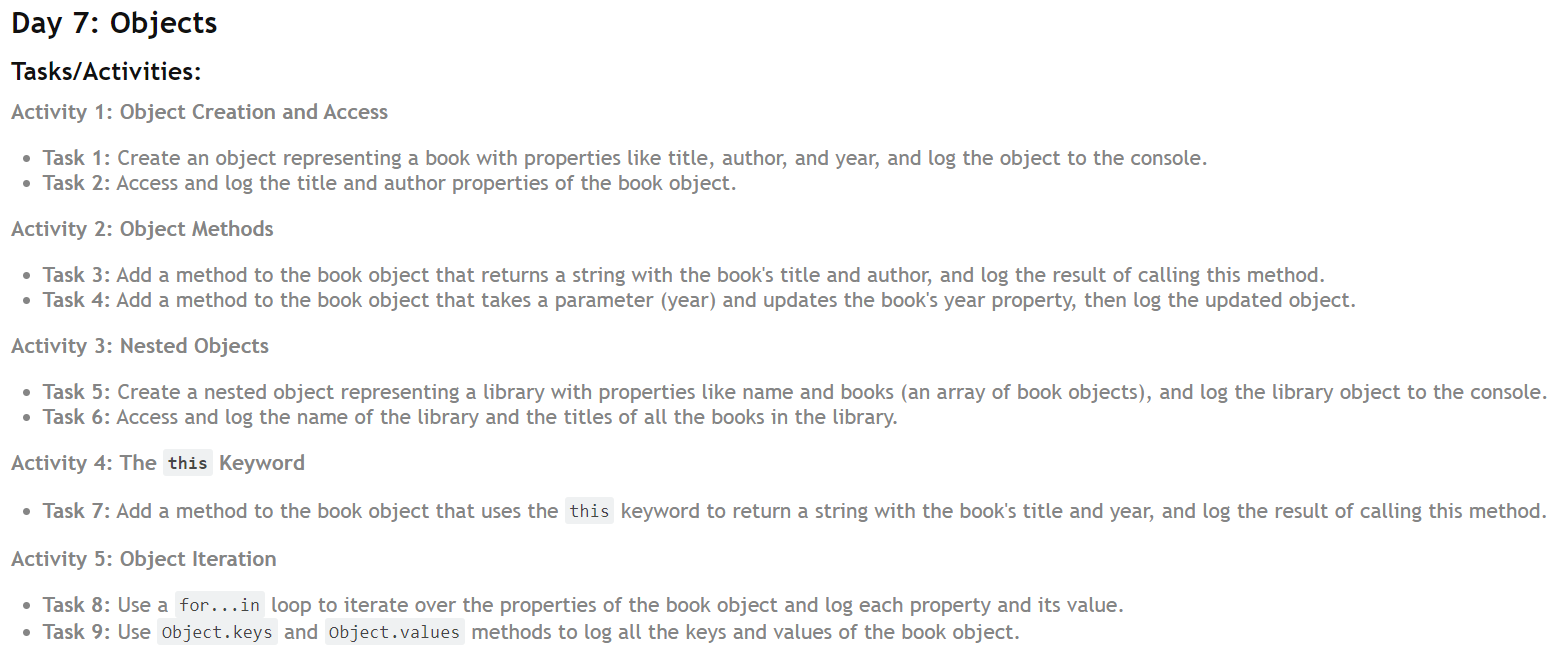 Day 7: Objects
Tasks/Activities:
Activity 1: Object Creation and Access
• Task 1: Create an object representing a book with properties like title, author, and year, and log the object to the console.
• Task 2: Access and log the title and author properties of the book object.
Activity 2: Object Methods
• Task 3: Add a method to the book object that returns a string with the book's title and author, and log the result of calling this method.
• Task 4: Add a method to the book object that takes a parameter (year) and updates the book's year property, then log the updated object.
Activity 3: Nested Objects
• Task 5: Create a nested object representing a library with properties like name and books (an array of book objects), and log the library object to the console.
• Task 6: Access and log the name of the library and the titles of all the books in the library.
Activity 4: The this Keyword
• Task 7: Add a method to the book object that uses the this keyword to return a string with the book's title and year, and log the result of calling this method.
Activity 5: Object Iteration
• Task 8: Use a for...in loop to iterate over the properties of the book object and log each property and its value.
• Task 9: Use Object.keys and Object.values methods to log all the keys and values of the book object.